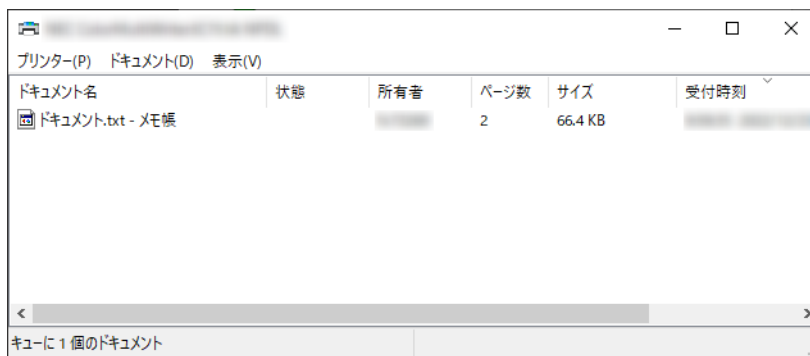 プリンター(P) ドキュメント(D) 表示(V)
ドキュメント名 状態 所有者 ページ数 サイズ 受付時刻
ドキュメント.txt - メモ帳 2 66.4 KB
キューに 1 個のドキュメント